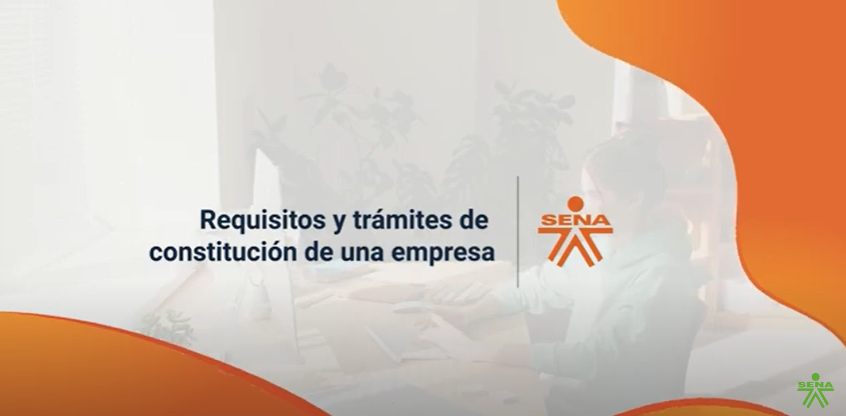 Requisitos y trámites de
constitución de una empresa
SENA
SENA